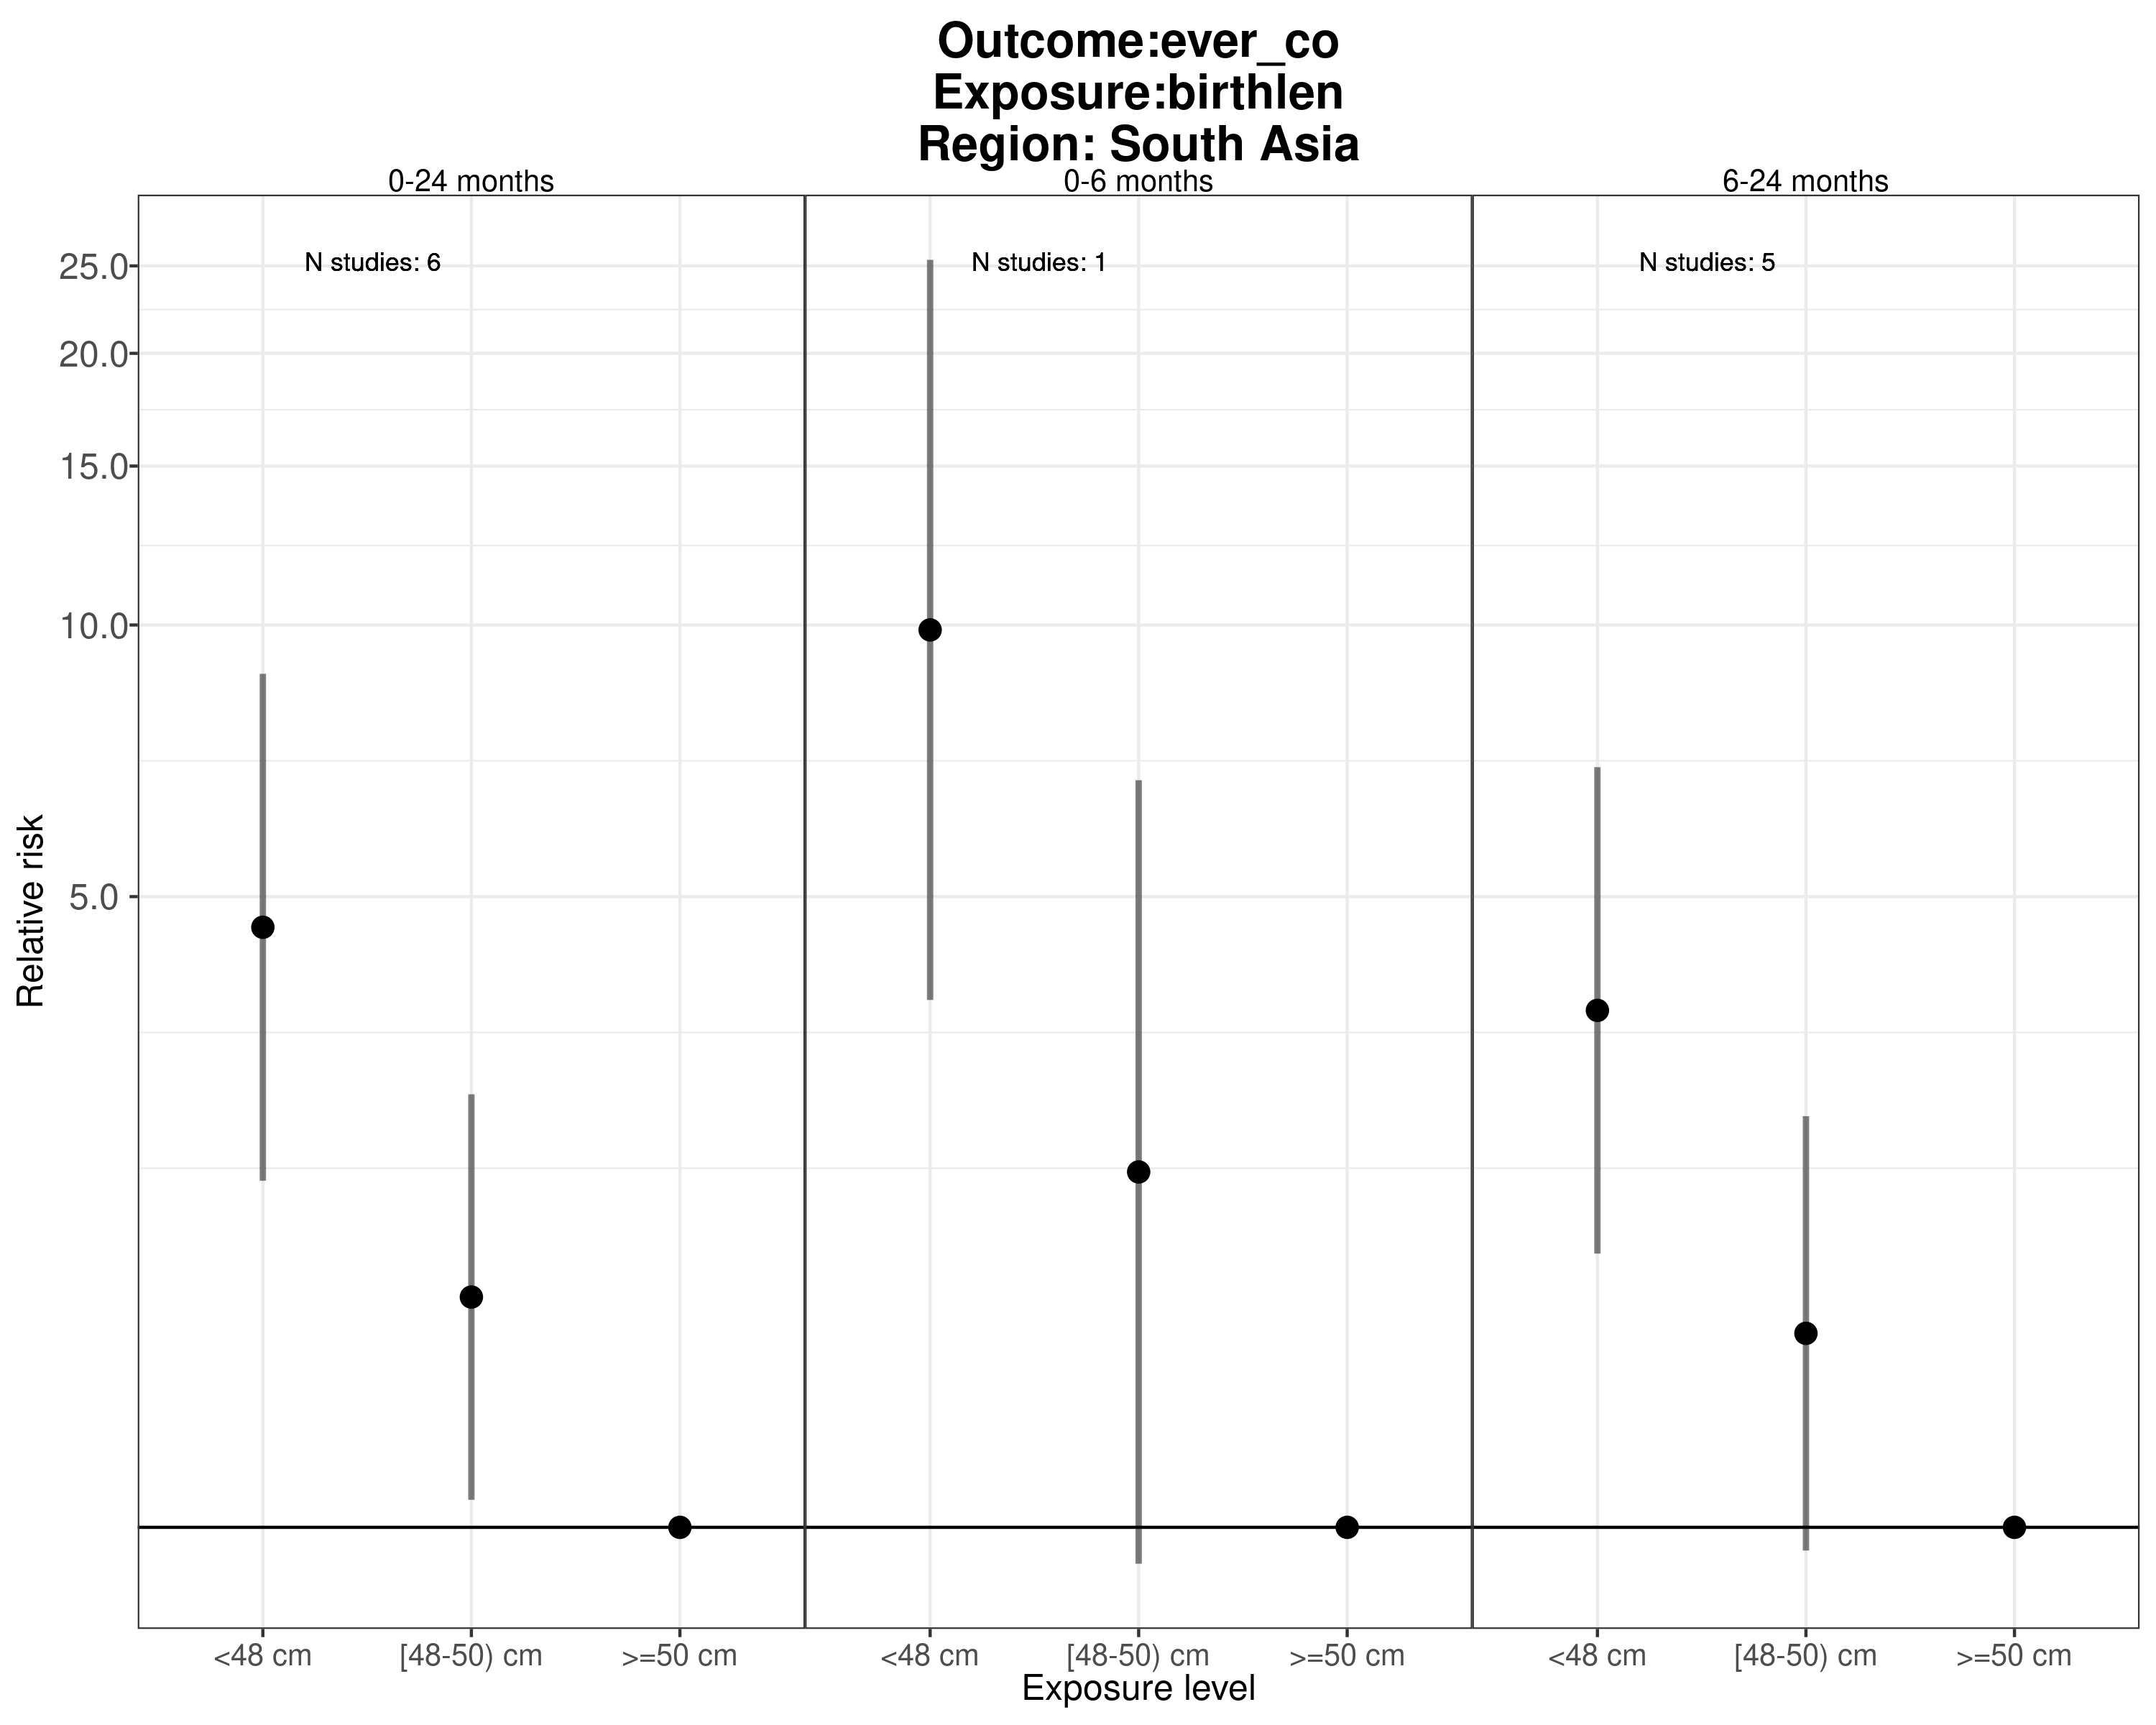 Outcome:ever_co
Exposure:birthlen
Region: South Asia
0-24 months
0-6 months
6-24 months
N studies: 6
N studies: 1
N studies: 5
25.0
20.0
15.0
10.0
5.0
Relative risk
<48 cm
[48-50) cm
>=50 cm
<48 cm
[48-50) cm
>=50 cm
<48 cm
[48-50) cm
>=50 cm
Exposure level